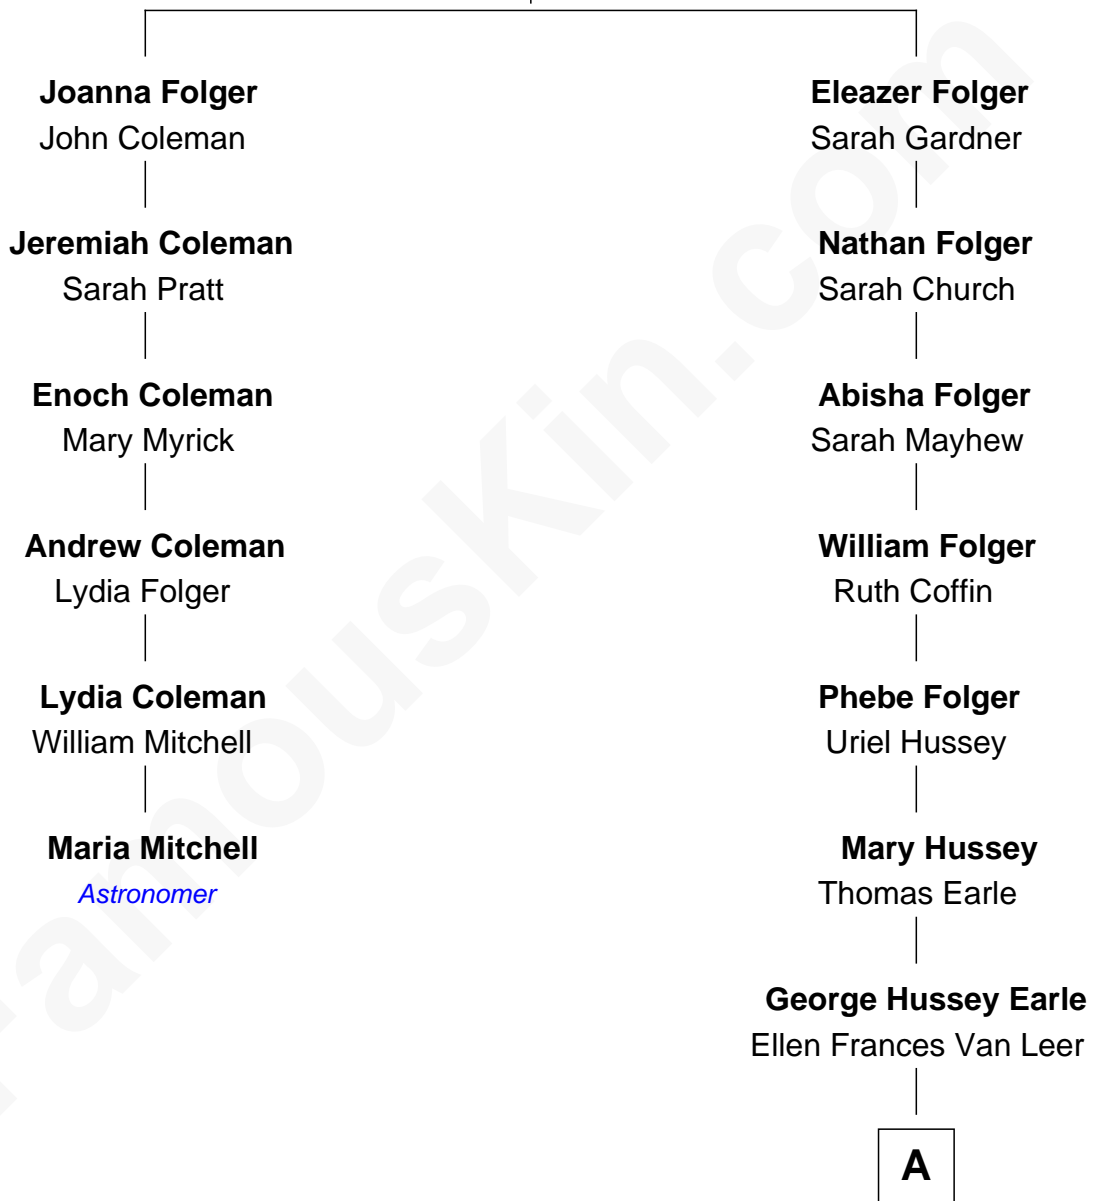 Joanna Folger
John Coleman
Jeremiah Coleman
Sarah Pratt
Enoch Coleman
Mary Myrick
Andrew Coleman
Lydia Folger
Lydia Coleman
William Mitchell
Maria Mitchell
Astronomer
Eleazer Folger
Sarah Gardner
Nathan Folger
Sarah Church
Abisha Folger
Sarah Mayhew
William Folger
Ruth Coffin
Phebe Folger
Uriel Hussey
Mary Hussey
Thomas Earle
George Hussey Earle
Ellen Frances Van Leer
A
FamousKin.com